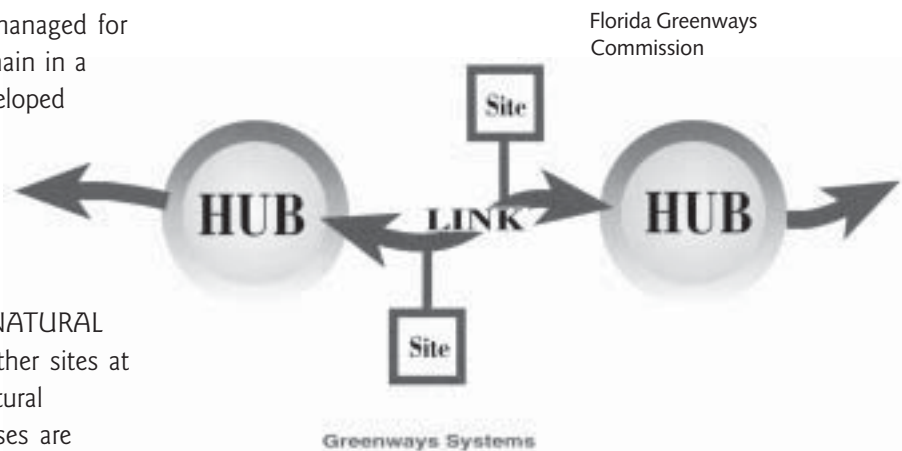 managed for
main in a
eloped
NATURAL
ther sites at
tural
ses are
Florida Greenways
Commission
Site
HUB
LINK
HUB
Site
Greenways Systems